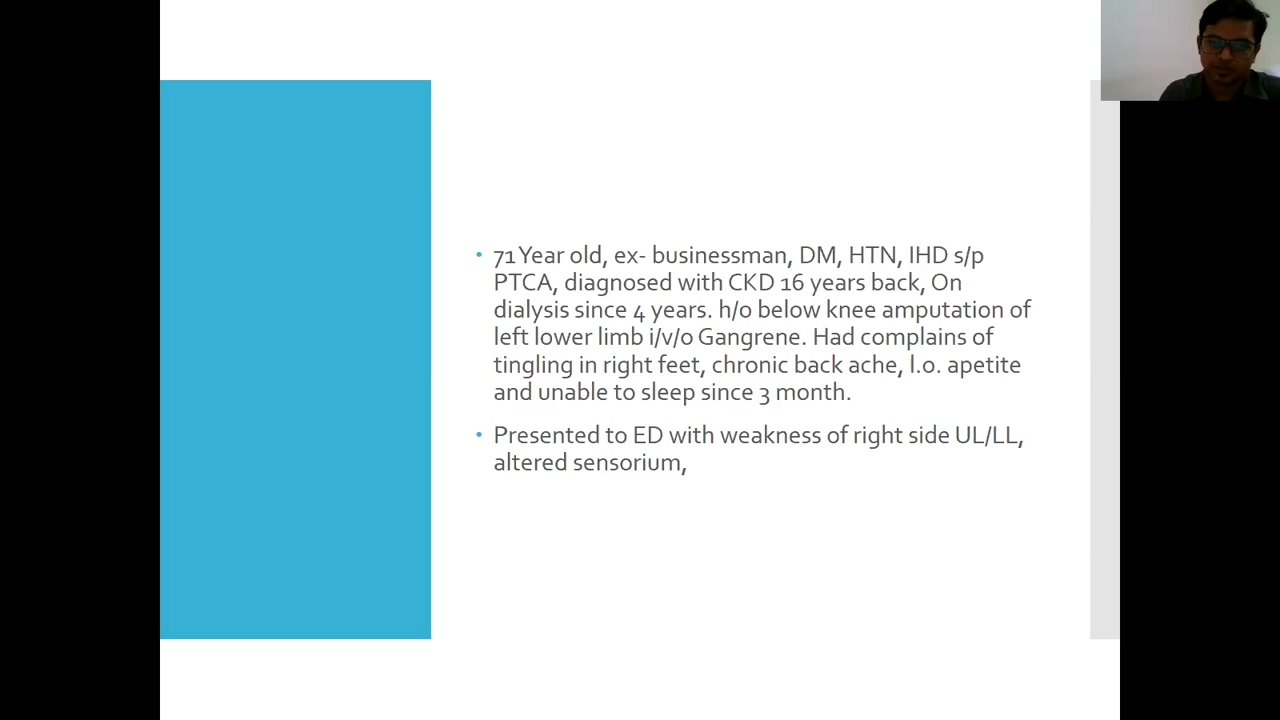 71 Year old, ex- businessman, DM, HTN, IHD s/p
PTCA, diagnosed with CKD 16 years back, On
dialysis since 4 years. h/o below knee amputation of
left lower limb i/v/o Gangrene. Had complains of
tingling in right feet, chronic back ache, l.o. apetite
and unable to sleep since 3 month.
Presented to ED with weakness of right side UL/LL,
altered sensorium,